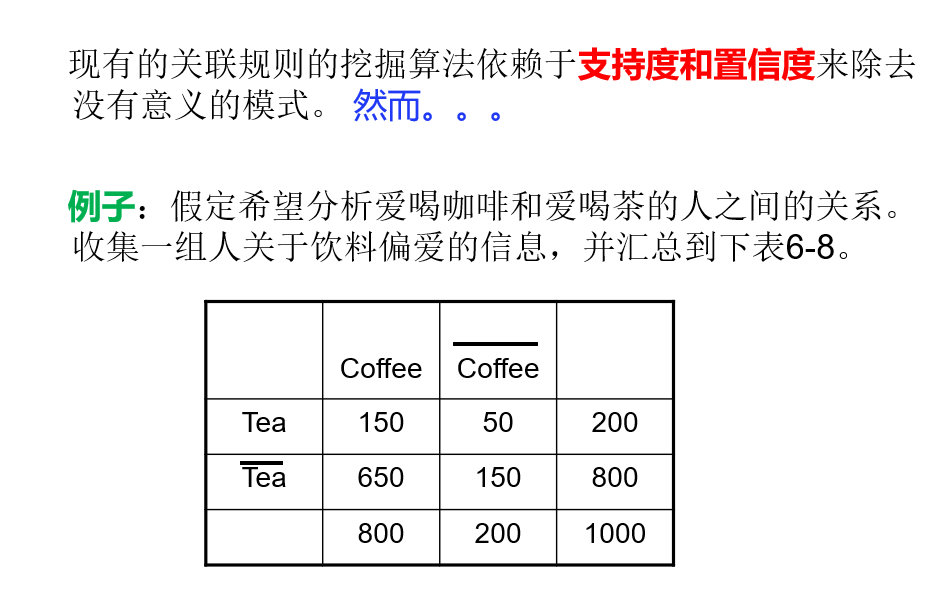 现有的关联规则的挖掘算法依赖于支持度和置信度来除去
没有意义的模式。 然而。。。
例子：假定希望分析爱喝咖啡和爱喝茶的人之间的关系。
收集一组人关于饮料偏爱的信息，并汇总到下表6-8。
Coffee Coffee
Tea 150 50 200
Tea 650 150 800
800 200 1000